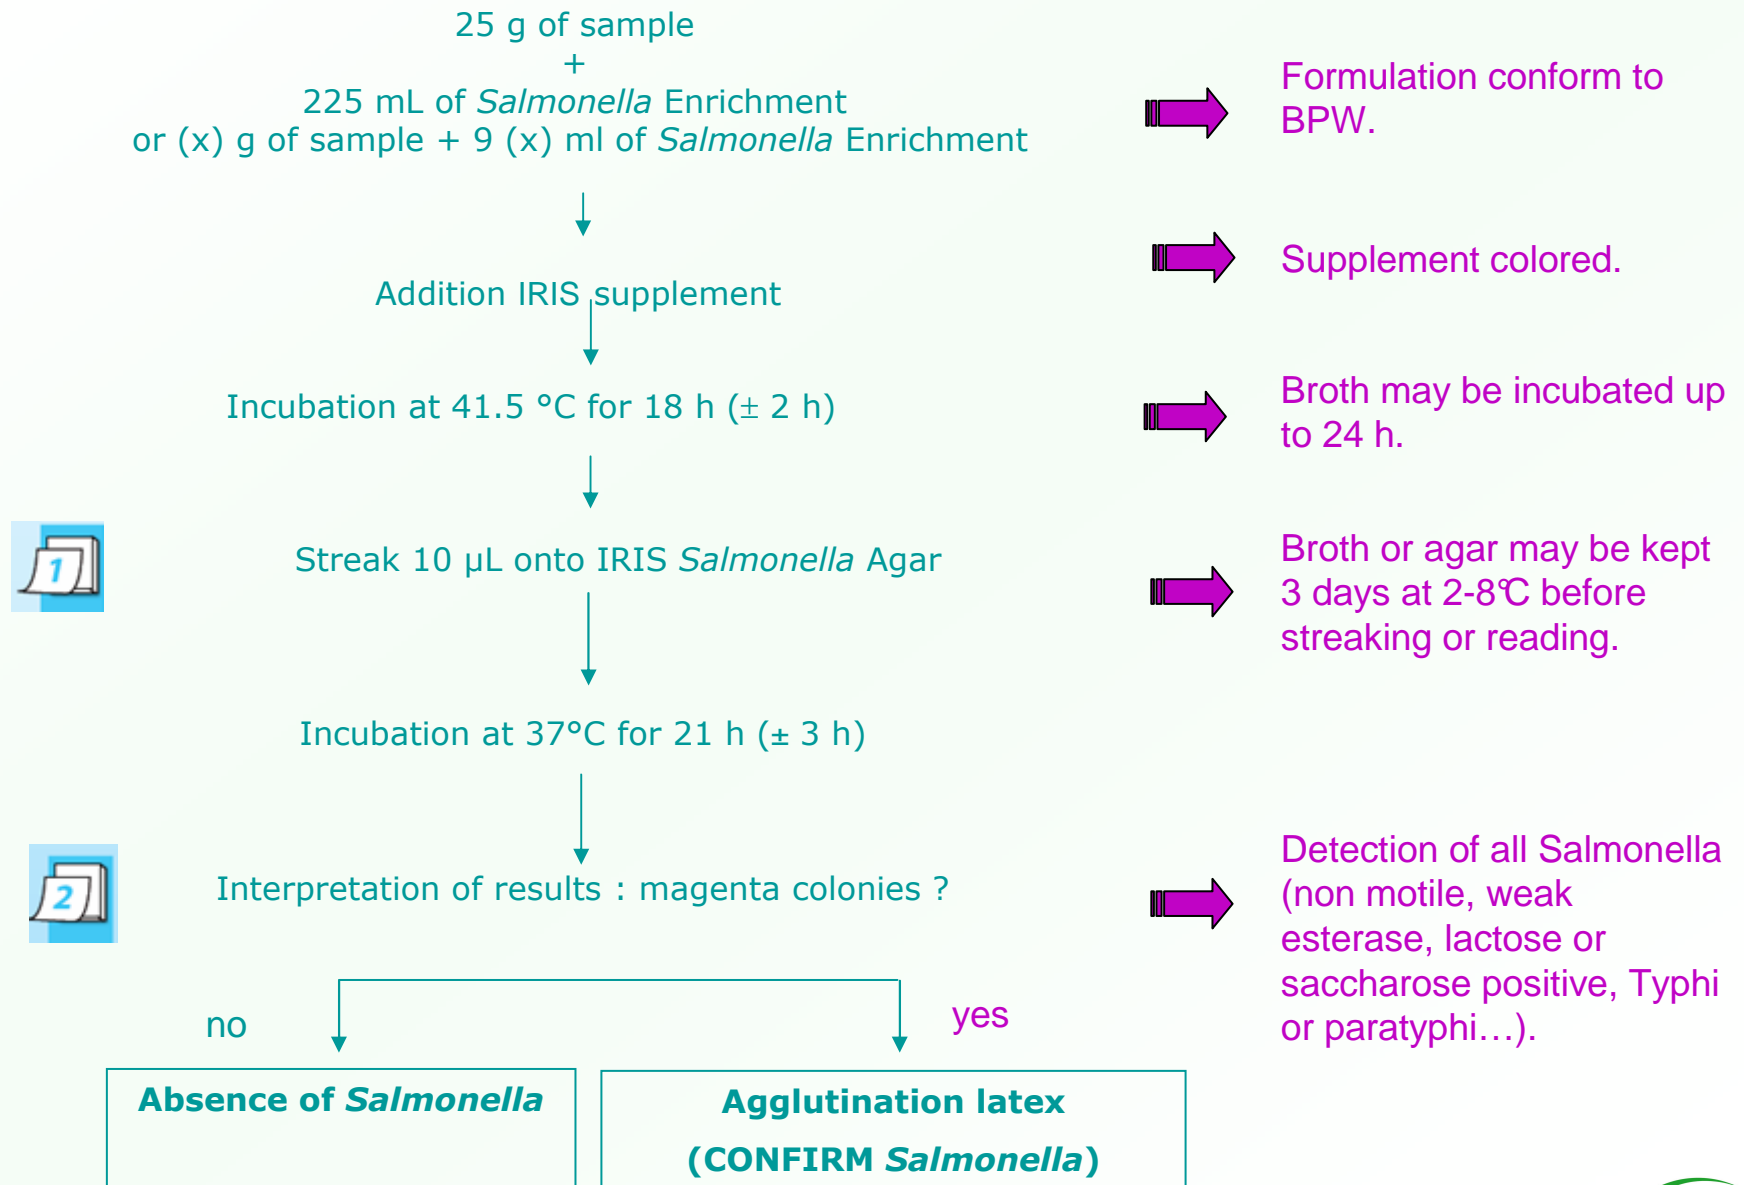 25 g of sample
+
225 mL of Salmonella Enrichment
or (x) g of sample + 9 (x) ml of Salmonella Enrichment
Formulation conform to
BPW.
Addition IRIS supplement
Supplement colored.
Incubation at 41.5 °C for 18 h (± 2 h)
Broth may be incubated up
to 24 h.
1
Streak 10 µL onto IRIS Salmonella Agar
Broth or agar may be kept
3 days at 2-8°C before
streaking or reading.
Incubation at 37°C for 21 h (± 3 h)
2
Interpretation of results : magenta colonies ?
Detection of all Salmonella
(non motile, weak
esterase, lactose or
saccharose positive, Typhi
or paratyphi…).
no
yes
Absence of Salmonella
Agglutination latex
(CONFIRM Salmonella)